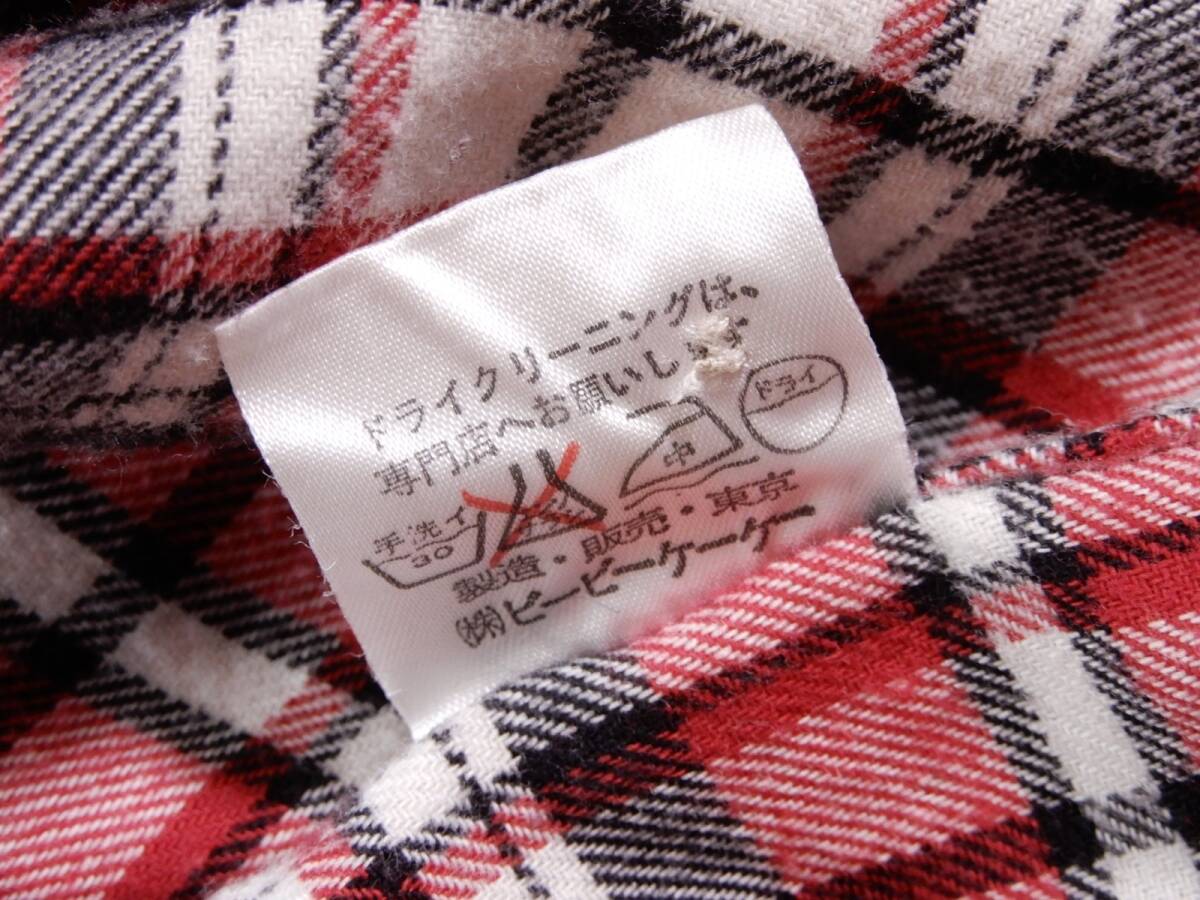 ドライクリーニングは、
専門店へお願いします
手洗イ 30 中 ドライ
製造・販売・東京
㈱ビービーケーケー